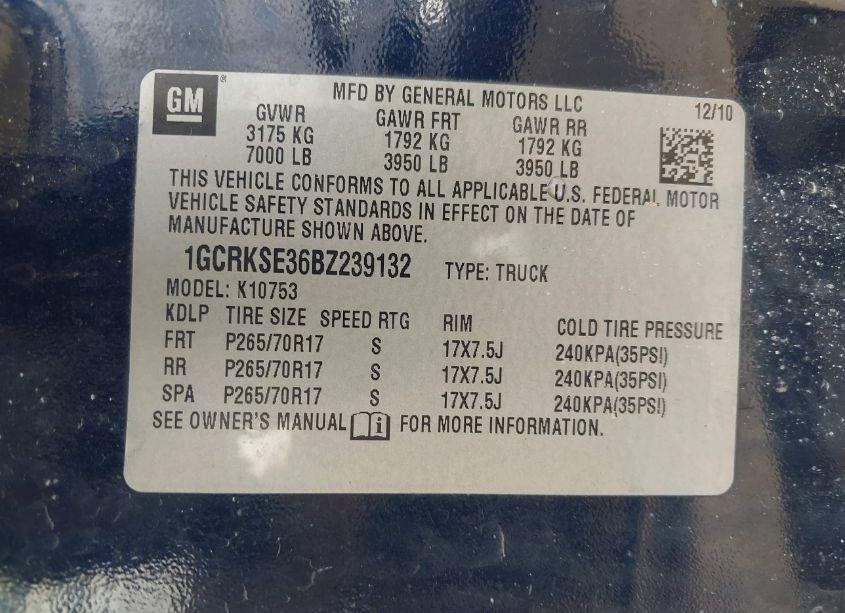 GM ®
MFD BY GENERAL MOTORS LLC 12/10
GVWR GAWR FRT GAWR RR
3175 KG 1792 KG 1792 KG
7000 LB 3950 LB 3950 LB
THIS VEHICLE CONFORMS TO ALL APPLICABLE U.S. FEDERAL MOTOR
VEHICLE SAFETY STANDARDS IN EFFECT ON THE DATE OF
MANUFACTURE SHOWN ABOVE.
1GCRKSE36BZ239132 TYPE: TRUCK
MODEL: K10753
KDLP TIRE SIZE SPEED RTG RIM COLD TIRE PRESSURE
FRT P265/70R17 S 17X7.5J 240KPA(35PSI)
RR P265/70R17 S 17X7.5J 240KPA(35PSI)
SPA P265/70R17 S 17X7.5J 240KPA(35PSI)
SEE OWNER'S MANUAL i FOR MORE INFORMATION.